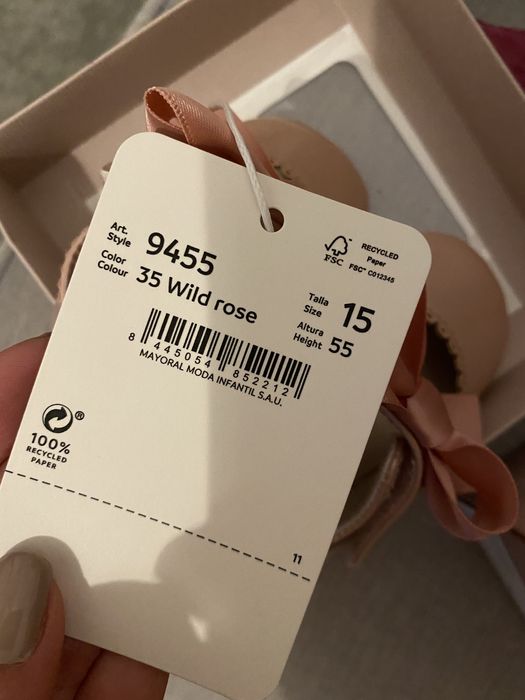 Art.
Style
9455
Color
Colour
35 Wild rose
FSC
RECYCLED
Paper
FSC™ C012345
Talla
Size
15
Altura
Height
55
8 445054 852212
MAYORAL MODA INFANTIL S.A.U.
®
100%
RECYCLED
PAPER
11